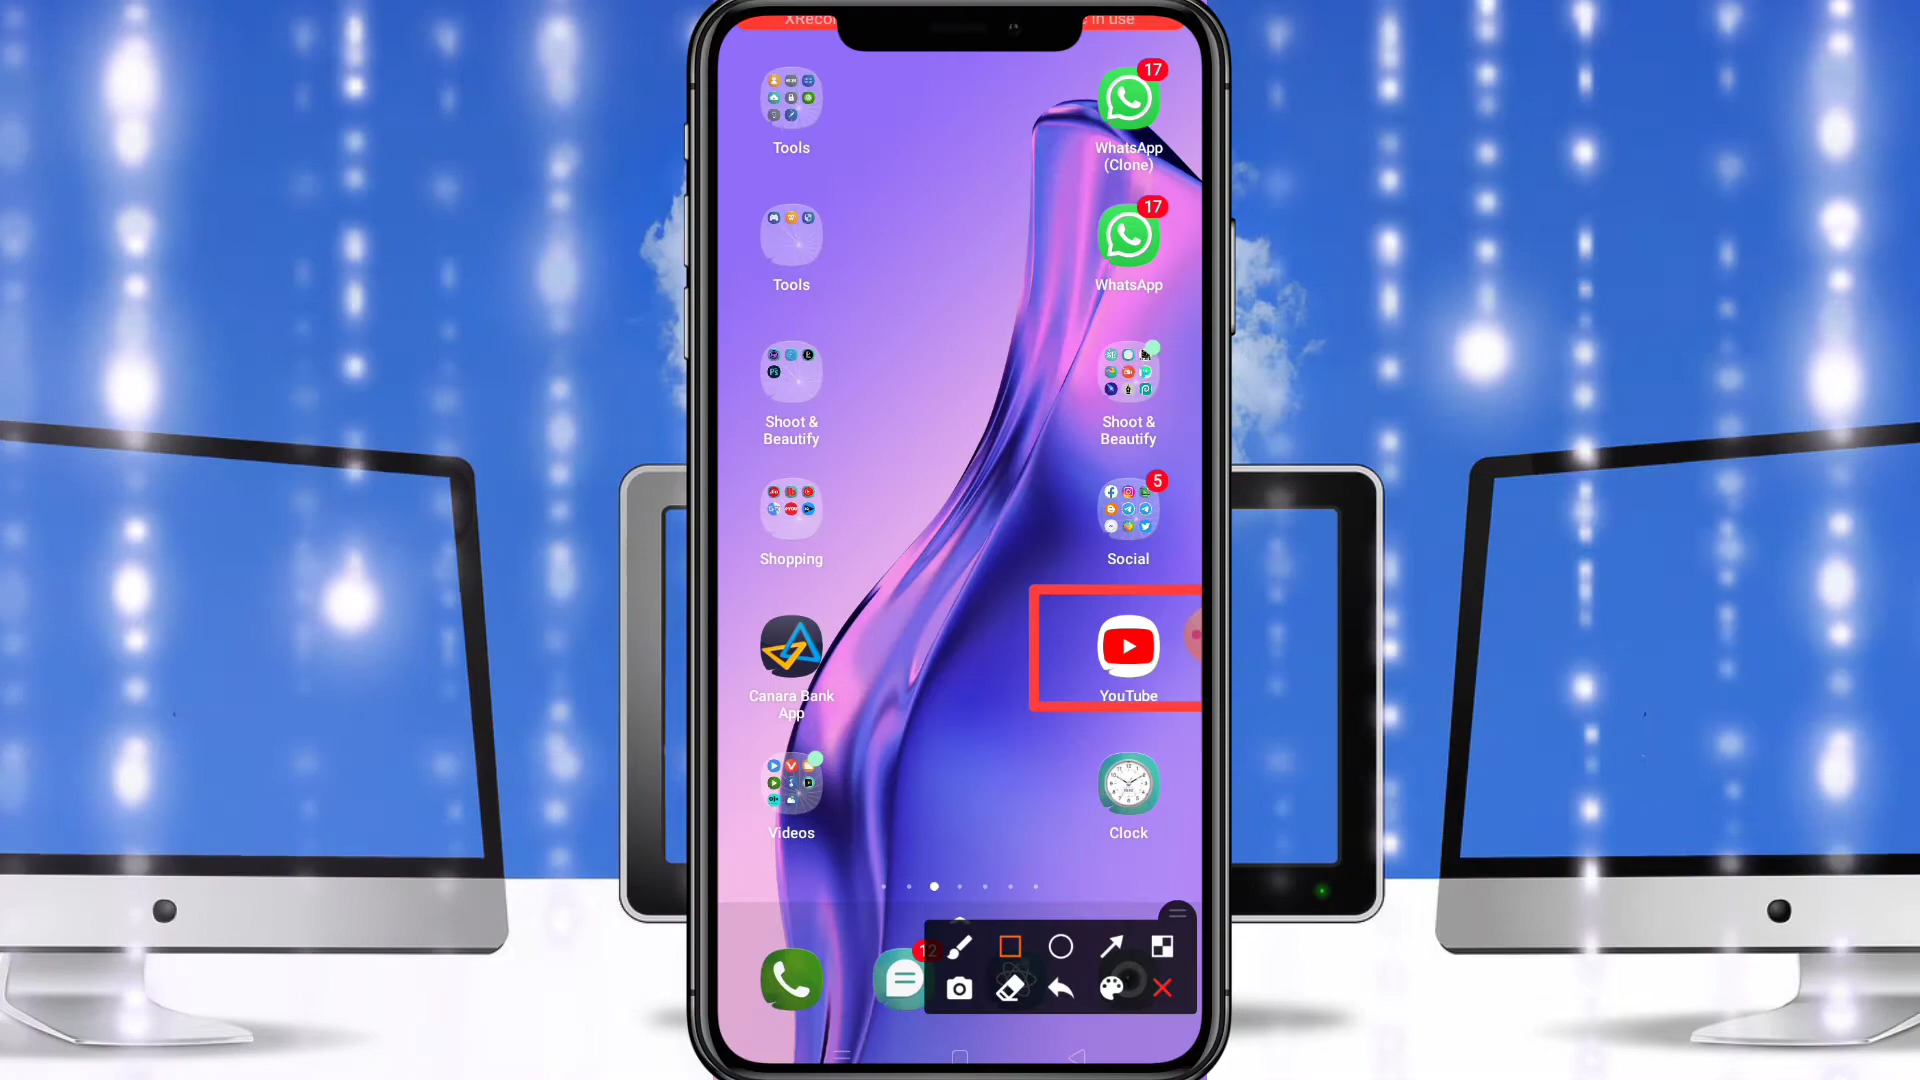 XRecor
in use
17
Tools
WhatsApp
(Clone)
17
Tools
WhatsApp
Shoot &
Beautify
Shoot &
Beautify
5
Shopping
Social
Canara Bank
App
YouTube
Videos
Clock
12